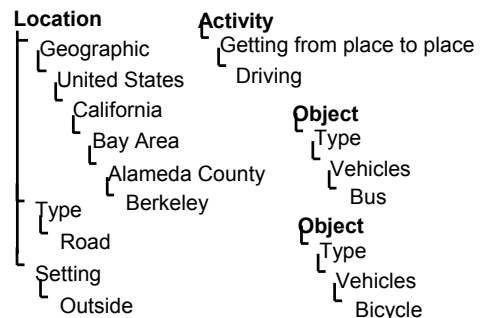 Location
Geographic
United States
California
Bay Area
Alameda County
Berkeley
Type
Road
Setting
Outside
Activity
Getting from place to place
Driving
Object
Type
Vehicles
Bus
Object
Type
Vehicles
Bicycle